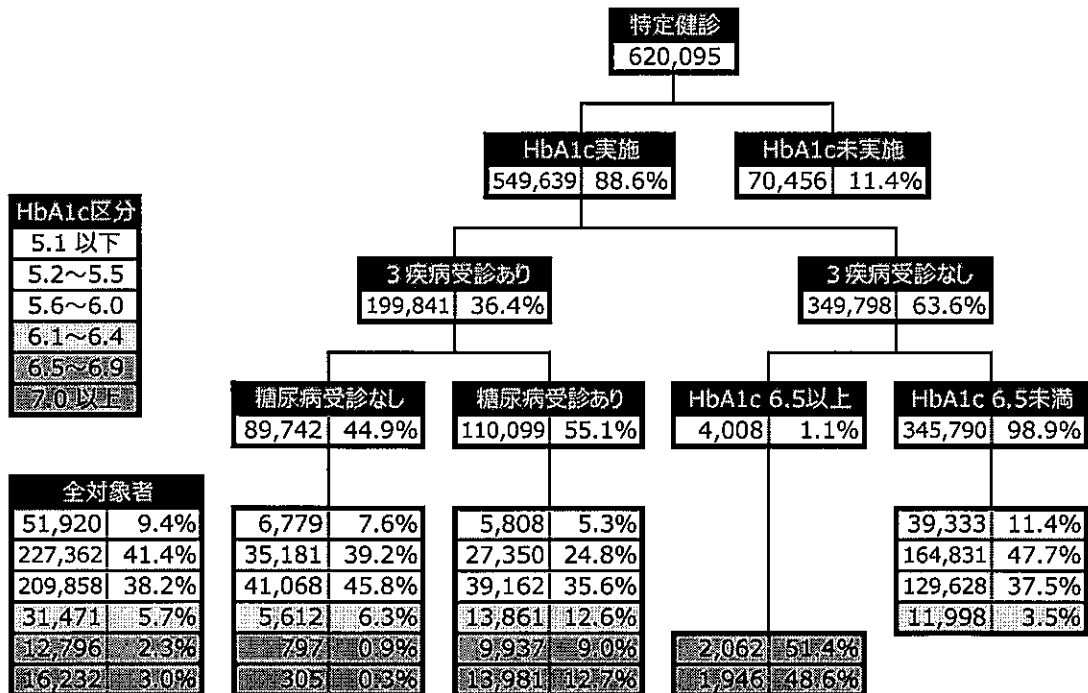 特定健診
620,095
HbA1c実施
549,639 88.6%
HbA1c未実施
70,456 11.4%
HbA1c区分
5.1 以下
5.2～5.5
5.6～6.0
6.1～6.4
6.5～6.9
7.0 以上
3疾病受診あり
199,841 36.4%
3疾病受診なし
349,798 63.6%
糖尿病受診なし
89,742 44.9%
糖尿病受診あり
110,099 55.1%
HbA1c 6.5以上
4,008 1.1%
HbA1c 6.5未満
345,790 98.9%
全対象者
51,920 9.4%
227,362 41.4%
209,858 38.2%
31,471 5.7%
12,796 2.3%
16,232 3.0%
6,779 7.6%
35,181 39.2%
41,068 45.8%
5,612 6.3%
797 0.9%
305 0.3%
5,808 5.3%
27,350 24.8%
39,162 35.6%
13,861 12.6%
9,937 9.0%
13,981 12.7%
2,062 51.4%
1,946 48.6%
39,333 11.4%
164,831 47.7%
129,628 37.5%
11,998 3.5%